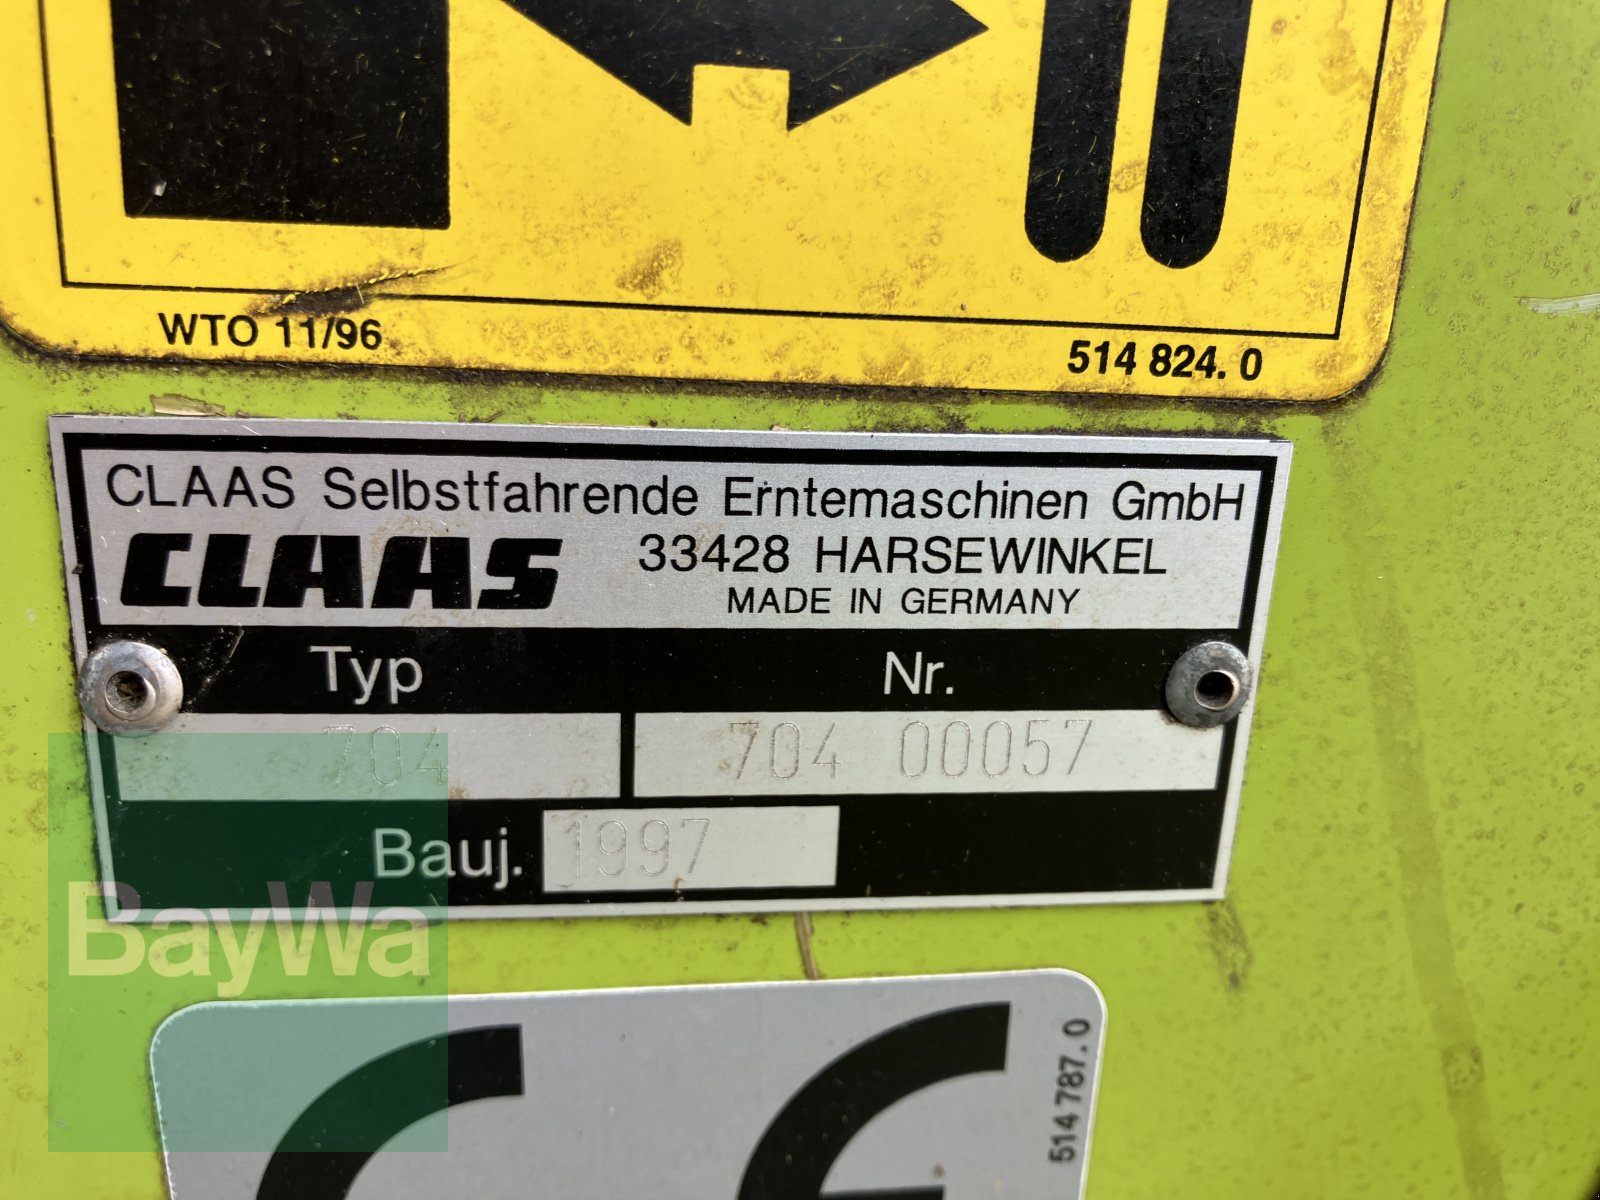 WTO 11/96
514 824. 0
CLAAS Selbstfahrende Erntemaschinen GmbH
CLAAS 33428 HARSEWINKEL
MADE IN GERMANY
Typ Nr.
704 704 00057
Bauj. 1997
BayWa
CE
514 787. 0